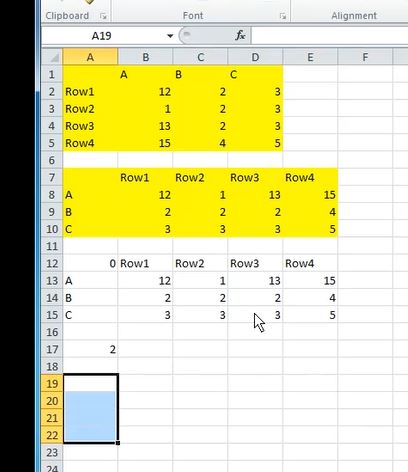 Clipboard Font Alignment
A19 fx
A B C D E F
1 A B C
2 Row1 12 2 3
3 Row2 1 2 3
4 Row3 13 2 3
5 Row4 15 4 5
6
7 Row1 Row2 Row3 Row4
8 A 12 1 13 15
9 B 2 2 2 4
10 C 3 3 3 5
11
12 0 Row1 Row2 Row3 Row4
13 A 12 1 13 15
14 B 2 2 2 4
15 C 3 3 3 5
16
17 2
18
19
20
21
22
23
24